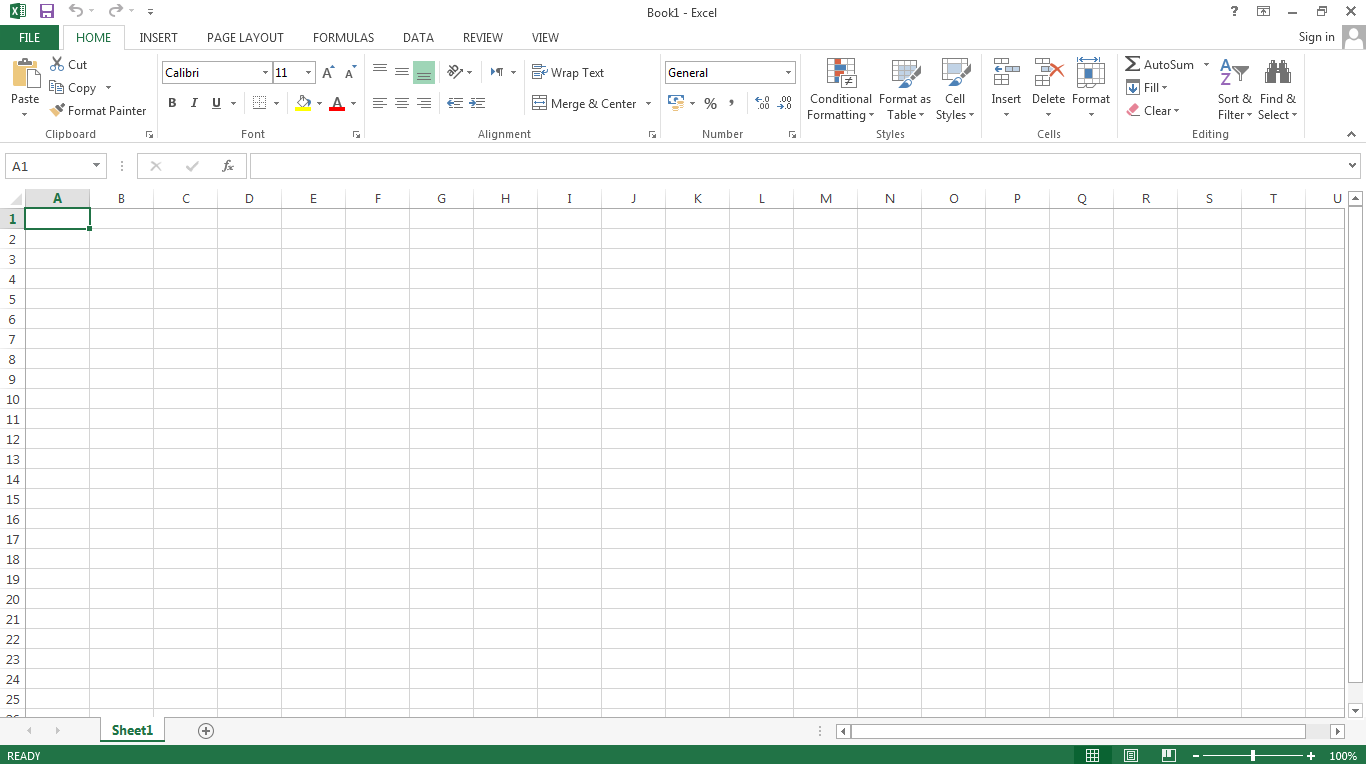 Book1 - Excel
?
FILE HOME INSERT PAGE LAYOUT FORMULAS DATA REVIEW VIEW Sign in
Paste
Cut
Copy
Format Painter
Clipboard
Calibri 11 A A
B I U A
Font
Wrap Text
Merge & Center
Alignment
General
% ,
Number
Conditional Formatting
Format as Table
Cell Styles
Styles
Insert Delete Format
Cells
AutoSum
Fill
Clear
Sort & Filter
Find & Select
Editing
A1 fx
A B C D E F G H I J K L M N O P Q R S T U
1
2
3
4
5
6
7
8
9
10
11
12
13
14
15
16
17
18
19
20
21
22
23
24
25
Sheet1
READY 100%